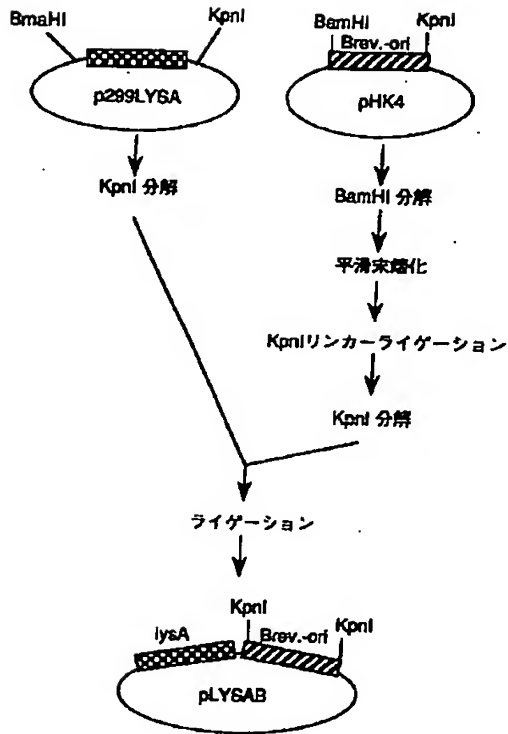 BmaHI
KpnI
p299LYSA
KpnI 分解
BamHI
KpnI
Brev.-ori
pHK4
BamHI 分解
平滑末端化
KpnIリンカーライゲーション
KpnI 分解
ライゲーション
lysA
KpnI
Brev.-ori
KpnI
pLYSAB